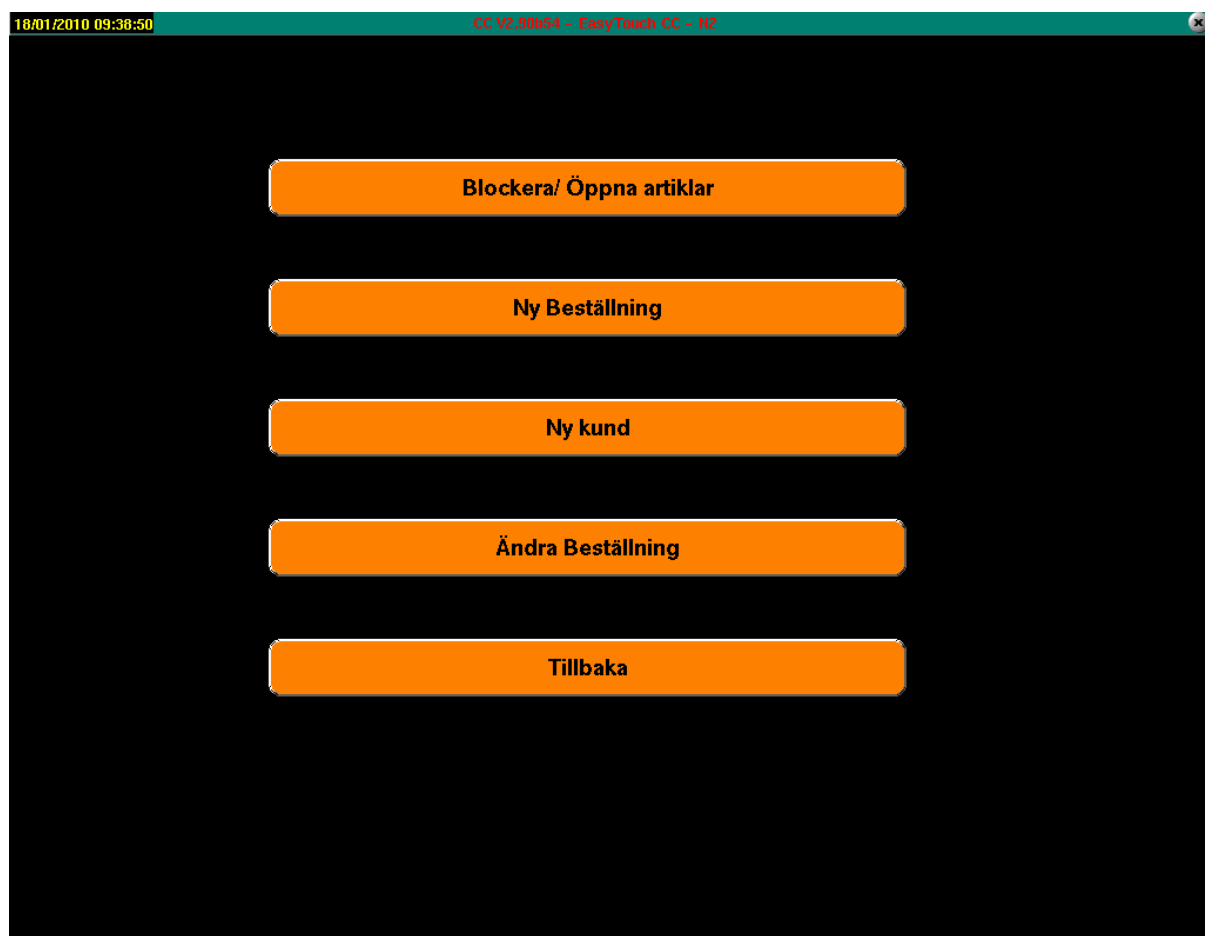 18/01/2010 09:38:50 CC V2.90b54 - EasyTouch CC - N2
Blockera/ Öppna artiklar
Ny Beställning
Ny kund
Ändra Beställning
Tillbaka